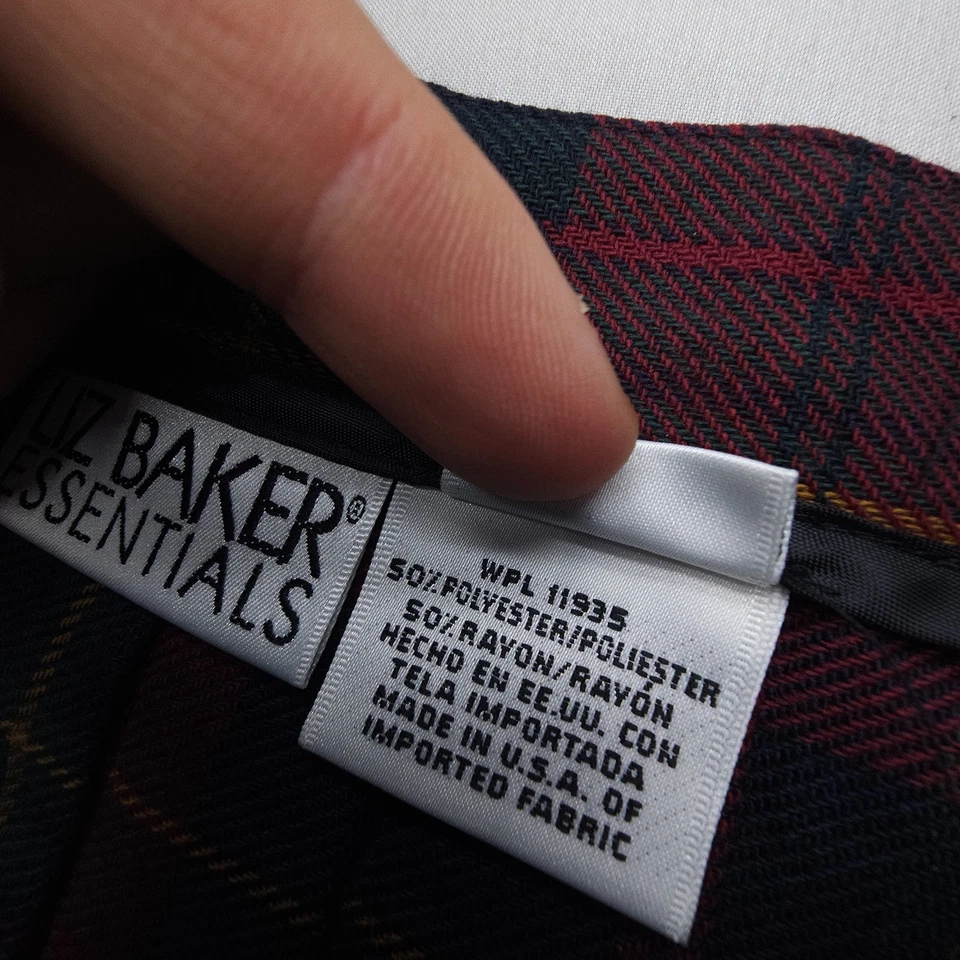 LIZ BAKER®
ESSENTIALS
WPL 11935
50% POLYESTER/POLIESTER
50% RAYON/RAYÓN
HECHO EN EE.UU. CON
TELA IMPORTADA
MADE IN U.S.A. OF
IMPORTED FABRIC